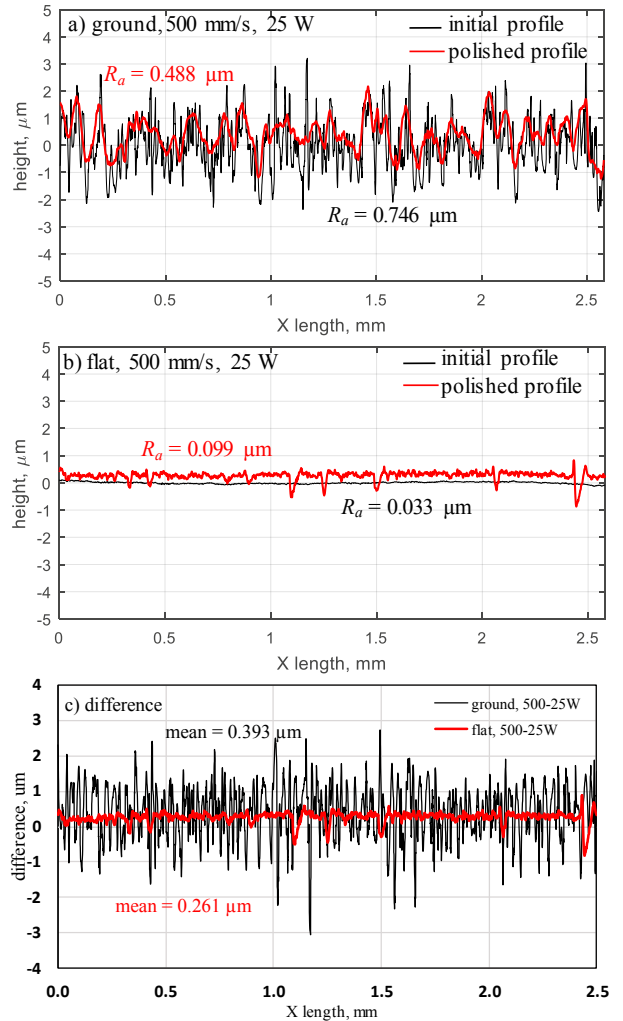 a) ground,500 mm/s, 25 W
initial profile
polished profile
Ra = 0.488 μm
Ra = 0.746 μm
height, μm
5
4
3
2
1
0
-1
-2
-3
-4
-5
0 0.5 1 1.5 2 2.5
X length, mm
b) flat, 500 mm/s, 25 W
initial profile
polished profile
Ra = 0.099 μm
Ra = 0.033 μm
height, μm
5
4
3
2
1
0
-1
-2
-3
-4
-5
0 0.5 1 1.5 2 2.5
X length, mm
c) difference
ground, 500-25W
flat, 500-25W
mean = 0.393 μm
mean = 0.261 μm
difference, um
4
3
2
1
0
-1
-2
-3
-4
0.0 0.5 1.0 1.5 2.0 2.5
X length, mm